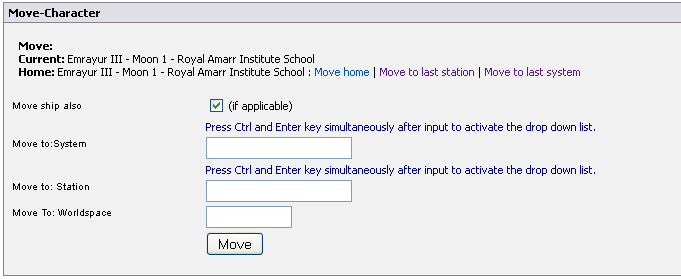 Move-Character
Move:
Current: Emrayur III - Moon 1 - Royal Amarr Institute School
Home: Emrayur III - Moon 1 - Royal Amarr Institute School : Move home | Move to last station | Move to last system
Move ship also (if applicable)
Press Ctrl and Enter key simultaneously after input to activate the drop down list.
Move to:System
Press Ctrl and Enter key simultaneously after input to activate the drop down list.
Move to: Station
Move To: Worldspace
Move